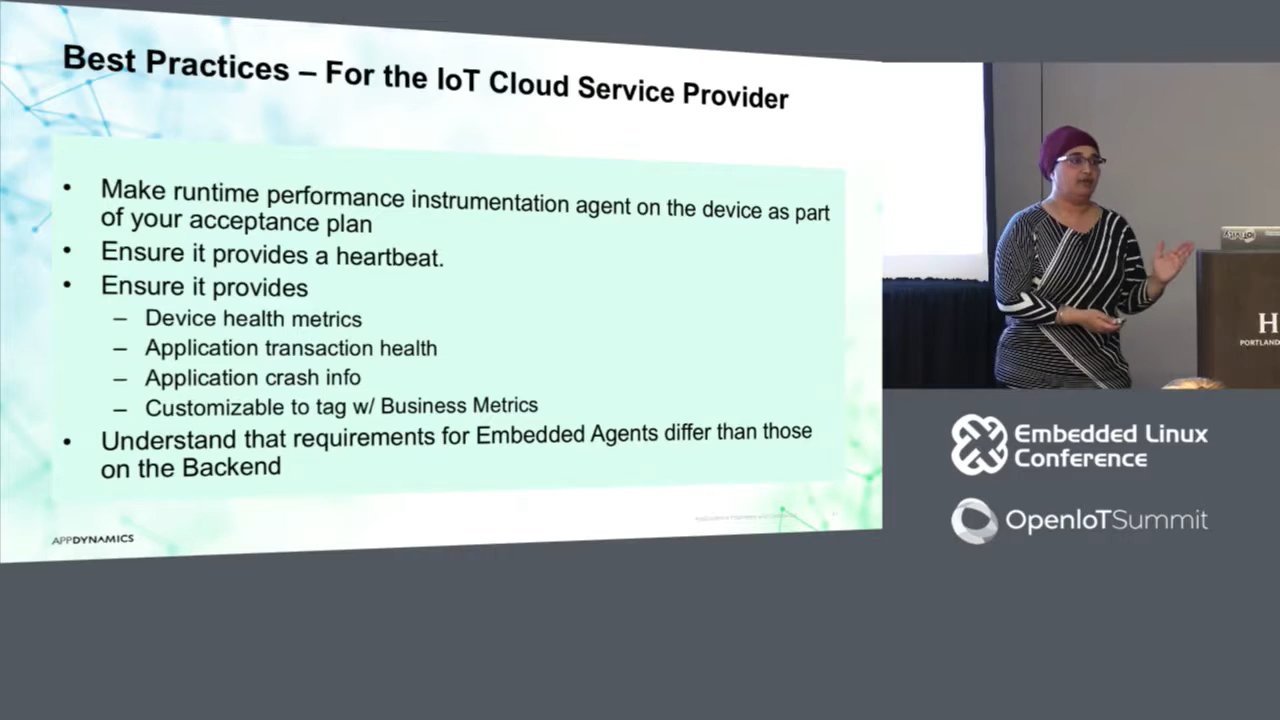 Best Practices – For the IoT Cloud Service Provider
• Make runtime performance instrumentation agent on the device as part
of your acceptance plan
• Ensure it provides a heartbeat.
• Ensure it provides
– Device health metrics
– Application transaction health
– Application crash info
– Customizable to tag w/ Business Metrics
• Understand that requirements for Embedded Agents differ than those
on the Backend
APPDYNAMICS
H
PORTLAND
Embedded Linux
Conference
OpenIoTSummit